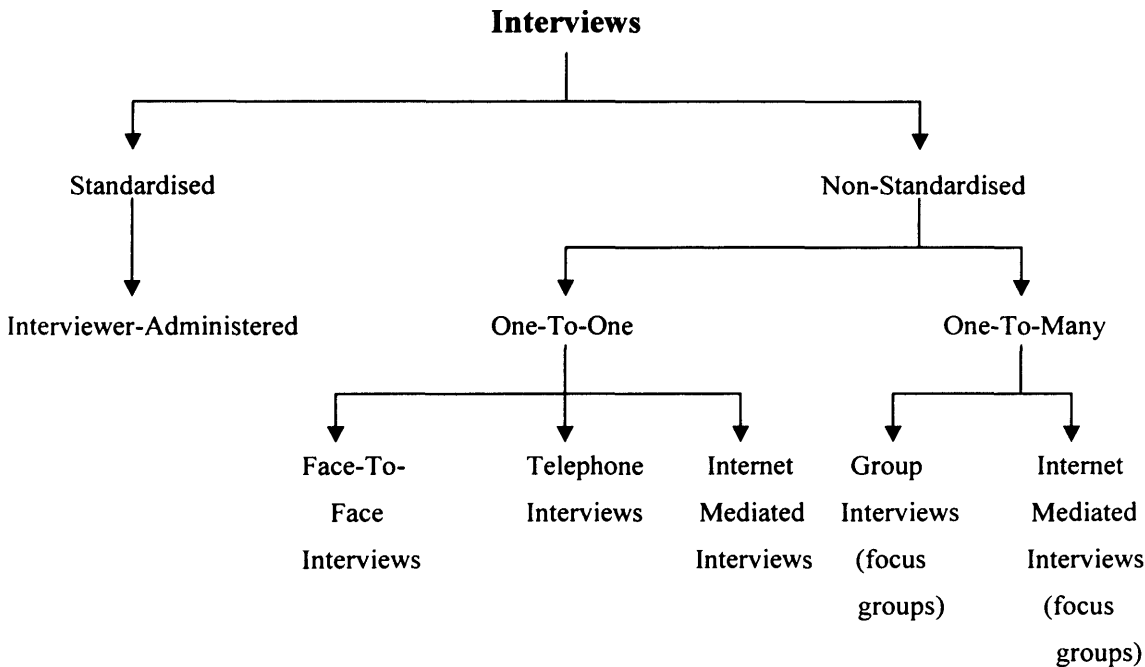 Interviews
Standardised
Non-Standardised
Interviewer-Administered
One-To-One
One-To-Many
Face-To-
Face
Interviews
Telephone
Interviews
Internet
Mediated
Interviews
Group
Interviews
(focus
groups)
Internet
Mediated
Interviews
(focus
groups)